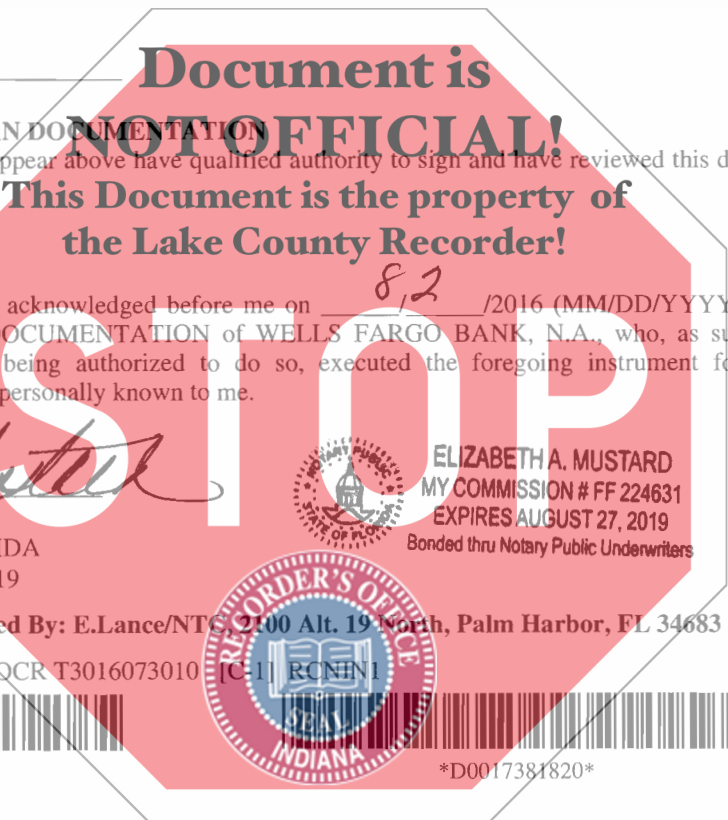 Document is
N DOCUMENTATION
NOT OFFICIAL!
ppear above have qualified authority to sign and have reviewed this d
This Document is the property of
the Lake County Recorder!
acknowledged before me on 8/2/2016 (MM/DD/YYYY
OCUMENTATION of WELLS FARGO BANK, N.A., who, as su
being authorized to do so, executed the foregoing instrument fo
personally known to me.
STOP
NOTARY PUBLIC
STATE OF FLORIDA
ELIZABETH A. MUSTARD
MY COMMISSION # FF 224631
EXPIRES AUGUST 27, 2019
Bonded thru Notary Public Underwriters
IDA
19
ed By: E.Lance/NTC, 2100 Alt. 19 North, Palm Harbor, FL 34683
OCR T3016073010 [C-1] RCNIN1
RECORDER'S OFFICE
SEAL
INDIANA
*D0017381820*